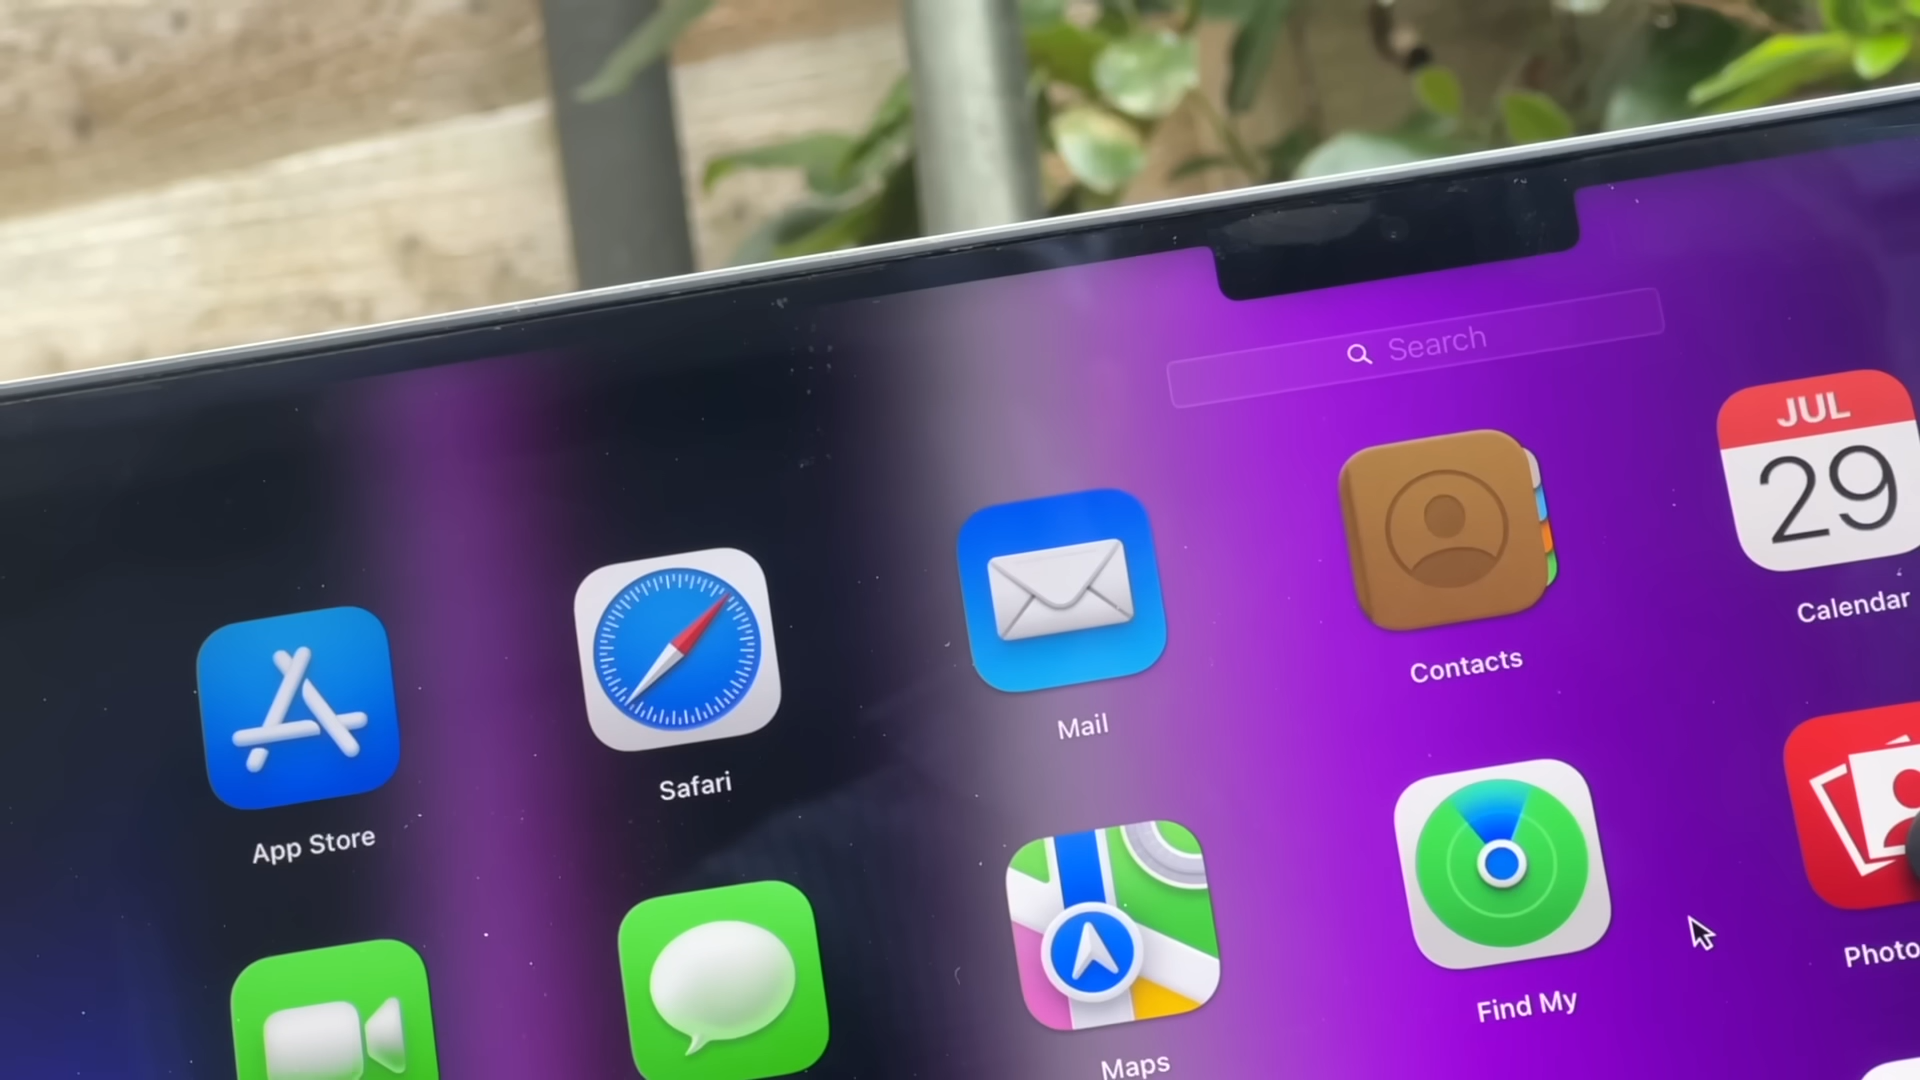 Search
JUL
29
Calendar
Contacts
Mail
Safari
App Store
Photo
Find My
Maps